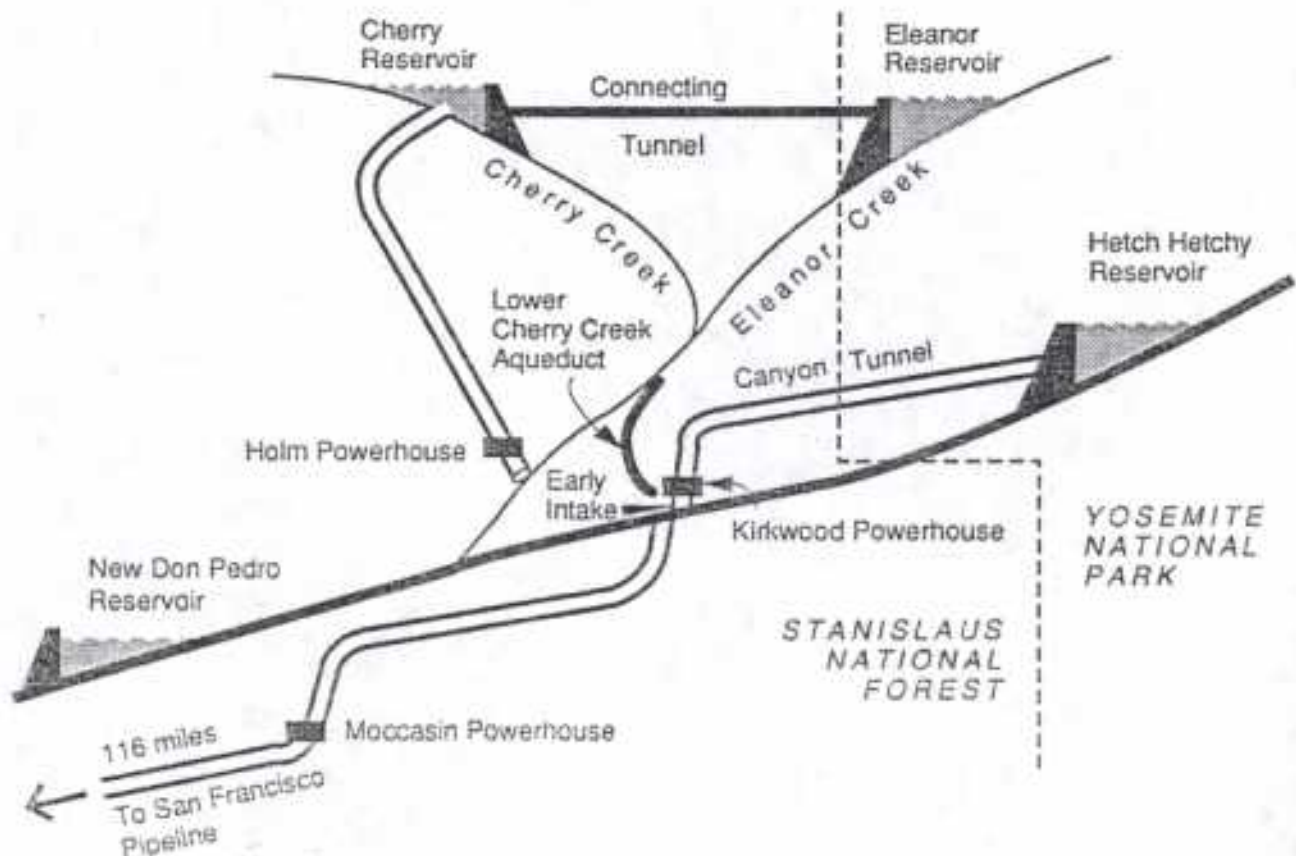 Cherry
Reservoir
Eleanor
Reservoir
Connecting
Tunnel
Cherry Creek
Eleanor Creek
Hetch Hetchy
Reservoir
Lower
Cherry Creek
Aqueduct
Canyon Tunnel
Holm Powerhouse
Early
Intake
Kirkwood Powerhouse
YOSEMITE
NATIONAL
PARK
New Don Pedro
Reservoir
STANISLAUS
NATIONAL
FOREST
Moccasin Powerhouse
116 miles
To San Francisco
Pipeline